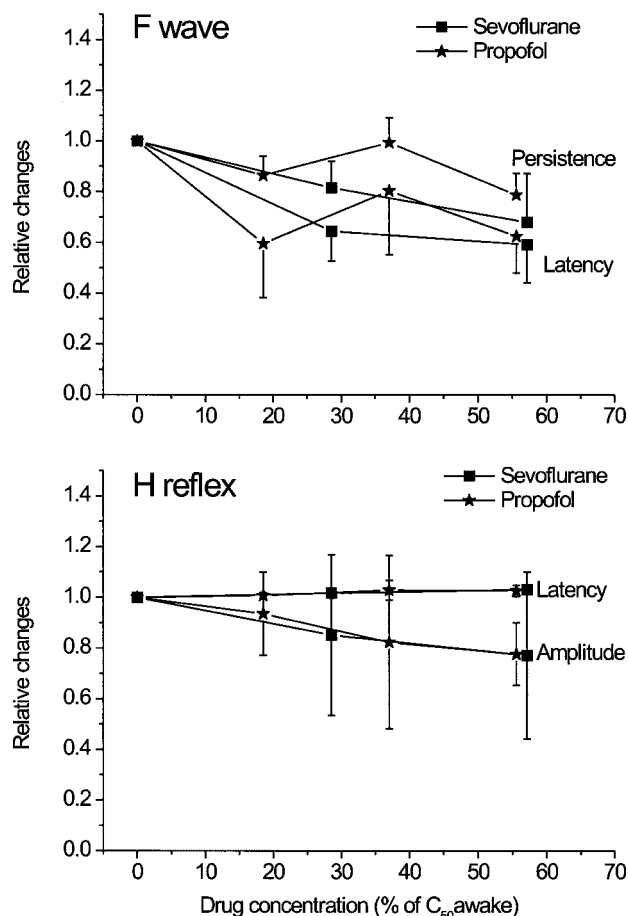 F wave
Sevoflurane
Propofol
1.4
1.2
1.0
0.8
0.6
0.4
0.2
0.0
Relative changes
Persistence
Latency
0 10 20 30 40 50 60 70
H reflex
Sevoflurane
Propofol
1.4
1.2
1.0
0.8
0.6
0.4
0.2
0.0
Relative changes
Latency
Amplitude
0 10 20 30 40 50 60 70
Drug concentration (% of C50awake)